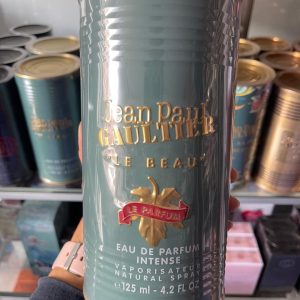 Jean Paul
GAULTIER
"LE BEAU"
LE PARFUM
EAU DE PARFUM
INTENSE
VAPORISATEUR
NATURAL SPRAY
℮ 125 ml - 4.2 FL OZ